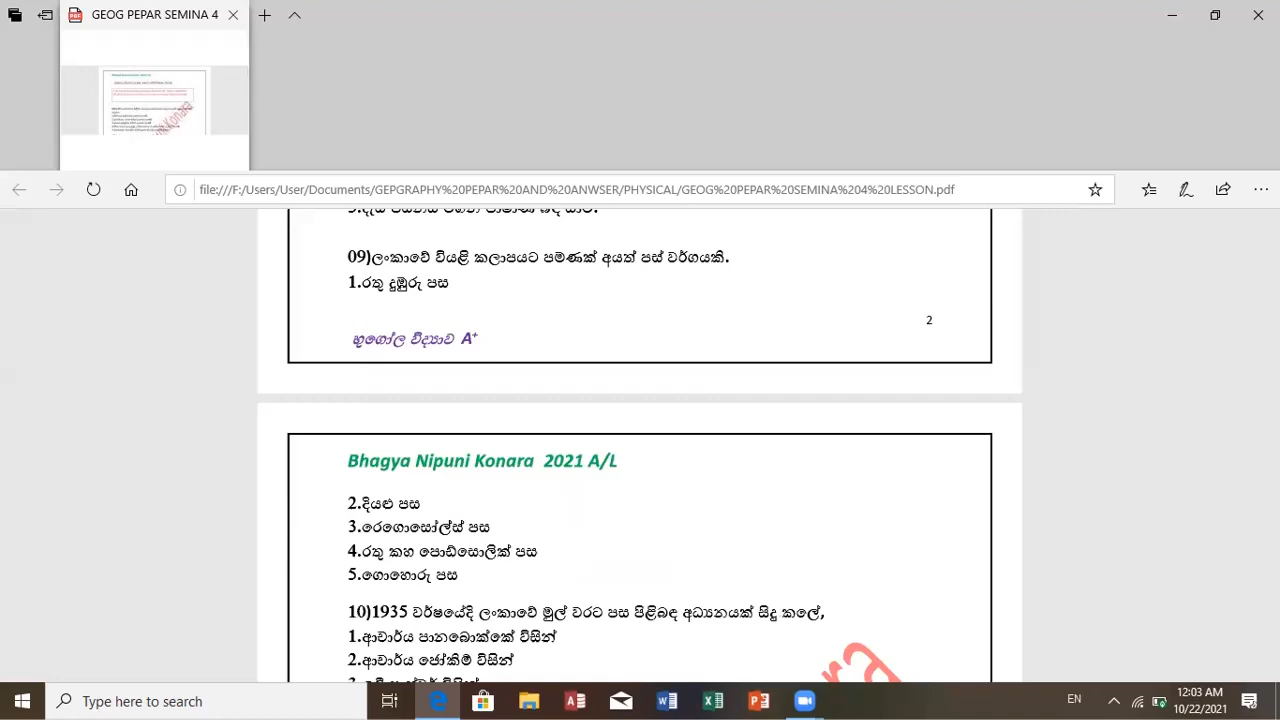 GEOG PEPAR SEMINA 4
file:///F:/Users/User/Documents/GEPGRAPHY%20PEPAR%20AND%20ANWSER/PHYSICAL/GEOG%20PEPAR%20SEMINA%204%20LESSON.pdf
09)ලංකාවේ වියළි කලාපයට පමණක් අයත් පස් වර්ගයකි.
1.රතු දුඹුරු පස
2
භූගෝල විද්‍යාව A+
Bhagya Nipuni Konara 2021 A/L
2.දියළු පස
3.රෙගොසෝල්ස් පස
4.රතු කහ පොඩ්සොලික් පස
5.ගොහොරු පස
10)1935 වර්ෂයේදි ලංකාවේ මුල් වරට පස පිළිබඳ අධ්‍යනයක් සිදු කලේ,
1.ආචාර්ය පානබොක්කේ විසින්
2.ආචාර්ය ජෝකිම් විසින්
Type here to search
EN
12:03 AM
10/22/2021